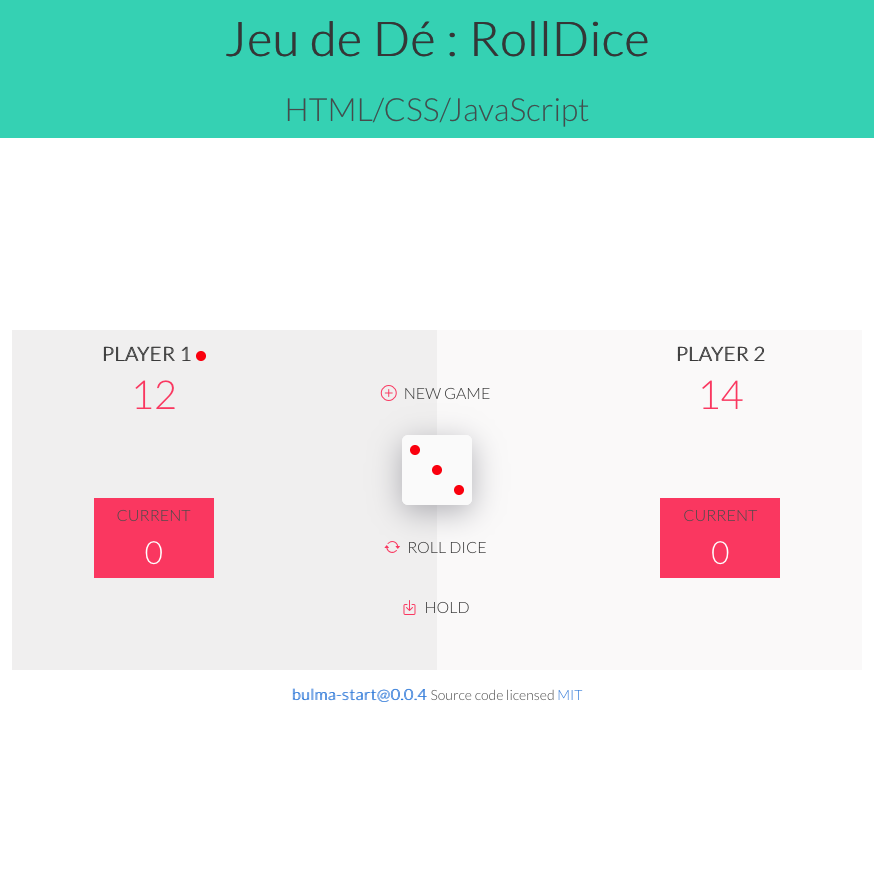 Jeu de Dé : RollDice
HTML/CSS/JavaScript
PLAYER 1
12
CURRENT
0
NEW GAME
ROLL DICE
HOLD
PLAYER 2
14
CURRENT
0
bulma-start@0.0.4 Source code licensed MIT